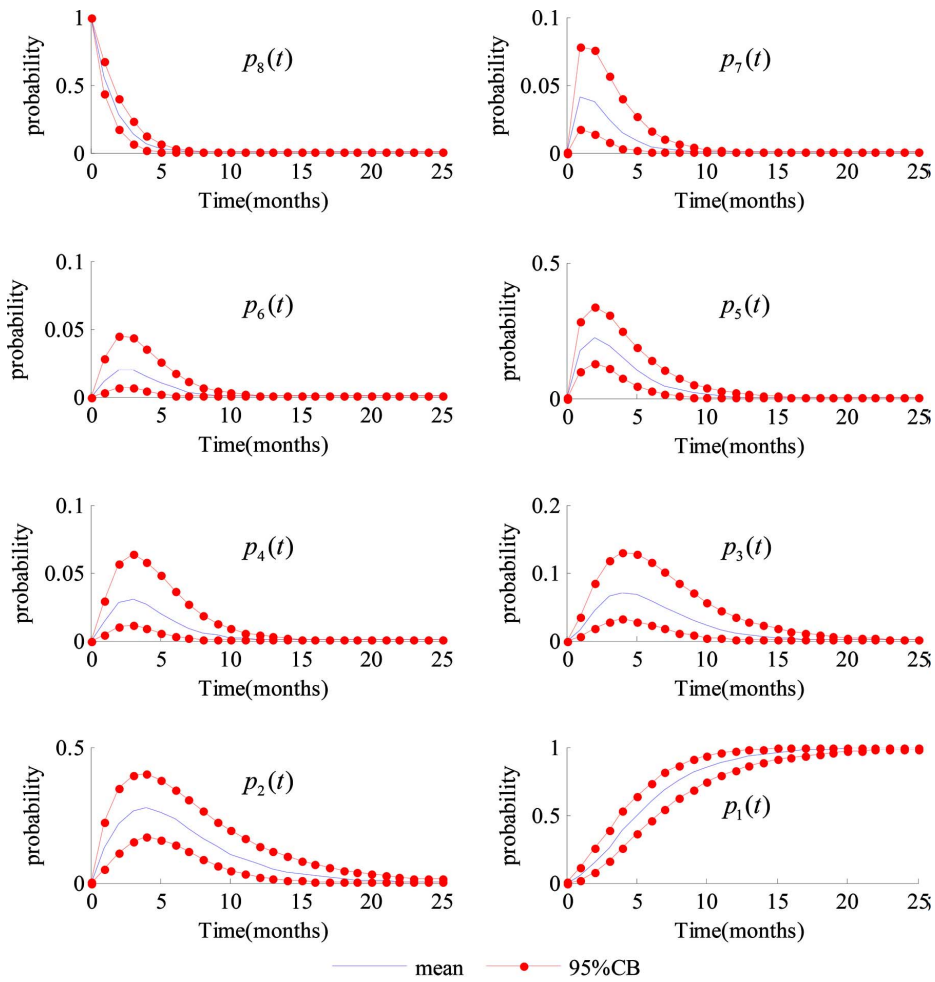 1
0.5
0
probability
p₈(t)
0 5 10 15 20 25
Time(months)
0.1
0.05
0
probability
p₇(t)
0 5 10 15 20 25
Time(months)
0.1
0.05
0
probability
p₆(t)
0 5 10 15 20 25
Time(months)
0.5
0
probability
p₅(t)
0 5 10 15 20 25
Time(months)
0.1
0.05
0
probability
p₄(t)
0 5 10 15 20 25
Time(months)
0.2
0.1
0
probability
p₃(t)
0 5 10 15 20 25
Time(months)
0.5
0
probability
p₂(t)
0 5 10 15 20 25
Time(months)
1
0.5
0
probability
p₁(t)
0 5 10 15 20 25
Time(months)
mean 95%CB